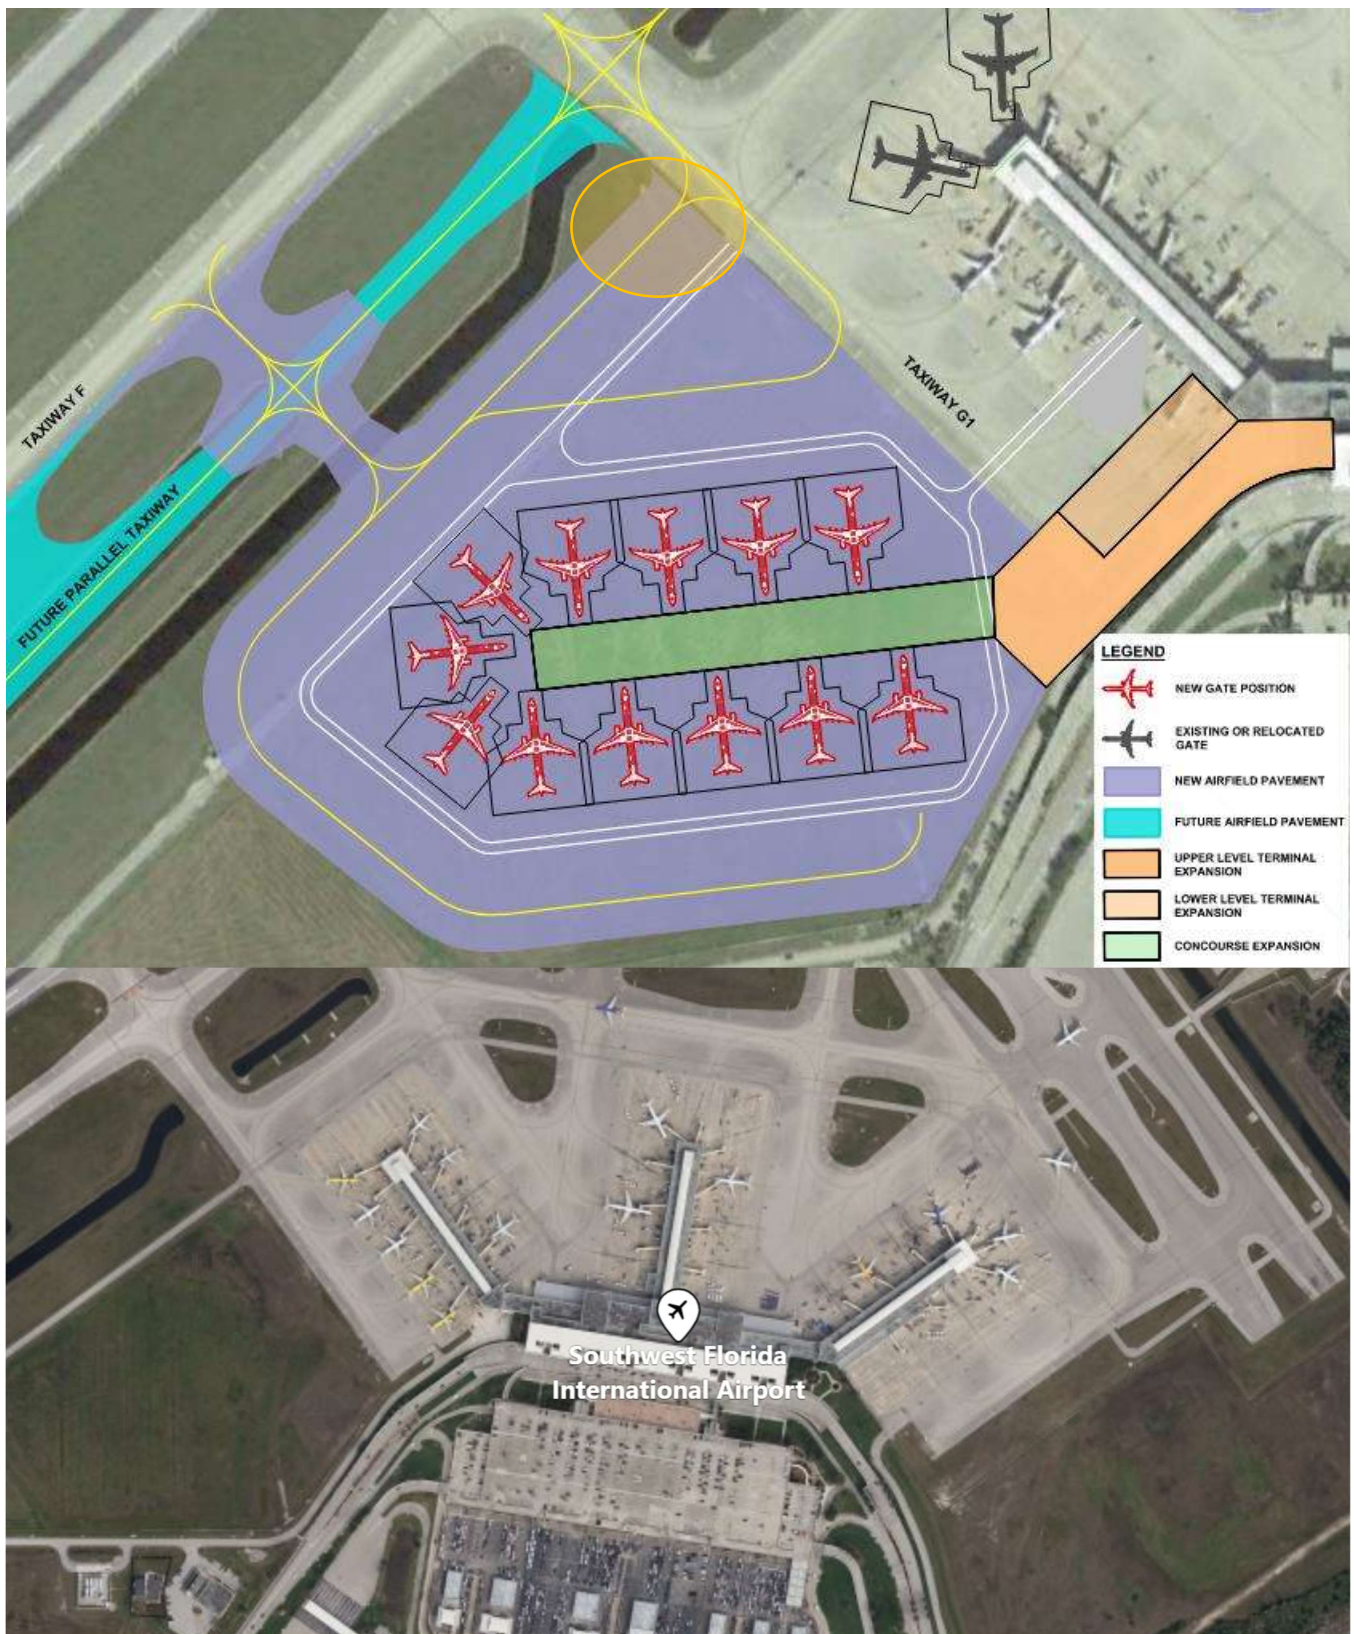 TAXIWAY F
FUTURE PARALLEL TAXIWAY
TAXIWAY G1
LEGEND
NEW GATE POSITION
EXISTING OR RELOCATED
GATE
NEW AIRFIELD PAVEMENT
FUTURE AIRFIELD PAVEMENT
UPPER LEVEL TERMINAL
EXPANSION
LOWER LEVEL TERMINAL
EXPANSION
CONCOURSE EXPANSION
Southwest Florida
International Airport